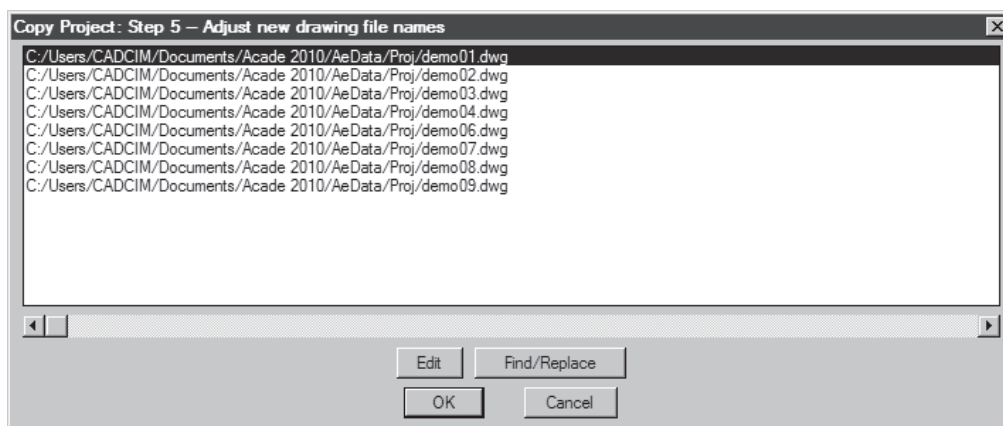 Copy Project: Step 5 – Adjust new drawing file names
C:/Users/CADCIM/Documents/Acade 2010/AeData/Proj/demo01.dwg
C:/Users/CADCIM/Documents/Acade 2010/AeData/Proj/demo02.dwg
C:/Users/CADCIM/Documents/Acade 2010/AeData/Proj/demo03.dwg
C:/Users/CADCIM/Documents/Acade 2010/AeData/Proj/demo04.dwg
C:/Users/CADCIM/Documents/Acade 2010/AeData/Proj/demo06.dwg
C:/Users/CADCIM/Documents/Acade 2010/AeData/Proj/demo07.dwg
C:/Users/CADCIM/Documents/Acade 2010/AeData/Proj/demo08.dwg
C:/Users/CADCIM/Documents/Acade 2010/AeData/Proj/demo09.dwg
Edit Find/Replace
OK Cancel